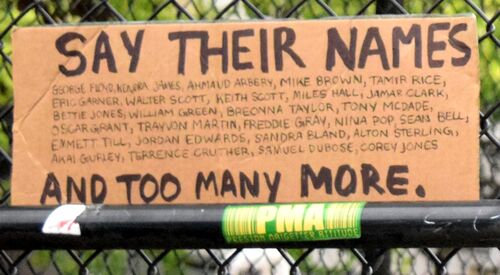 SAY THEIR NAMES
GEORGE FLOYD, KENDRA JAMES, AHMAUD ARBERY, MIKE BROWN, TAMIR RICE,
ERIC GARNER, WALTER SCOTT, KEITH SCOTT, MILES HALL, JAMAR CLARK,
BETTIE JONES, WILLIAM GREEN, BREONNA TAYLOR, TONY MCDADE,
OSCAR GRANT, TRAYVON MARTIN, FREDDIE GRAY, NINA POP, SEAN BELL,
EMMETT TILL, JORDAN EDWARDS, SANDRA BLAND, ALTON STERLING,
AKAI GURLEY, TERRENCE CRUTHER, SAMUEL DUBOSE, COREY JONES
AND TOO MANY MORE.
PMA
ATTITUDE